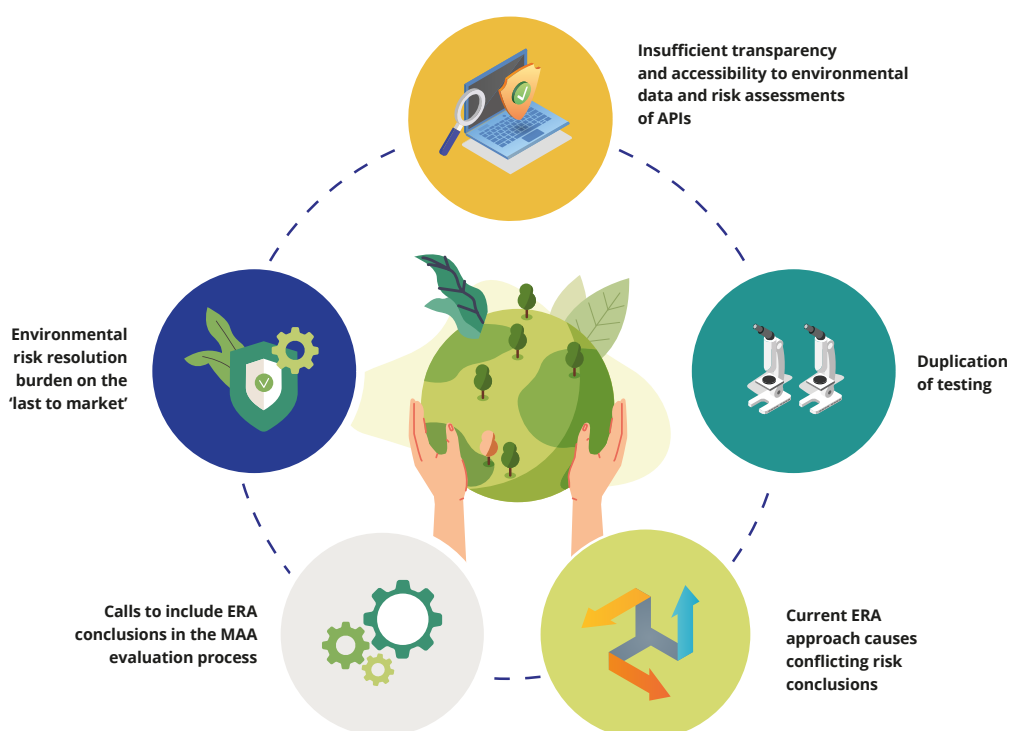 Insufficient transparency
and accessibility to environmental
data and risk assessments
of APIs
Environmental
risk resolution
burden on the
‘last to market’
Duplication
of testing
Calls to include ERA
conclusions in the MAA
evaluation process
Current ERA
approach causes
conflicting risk
conclusions